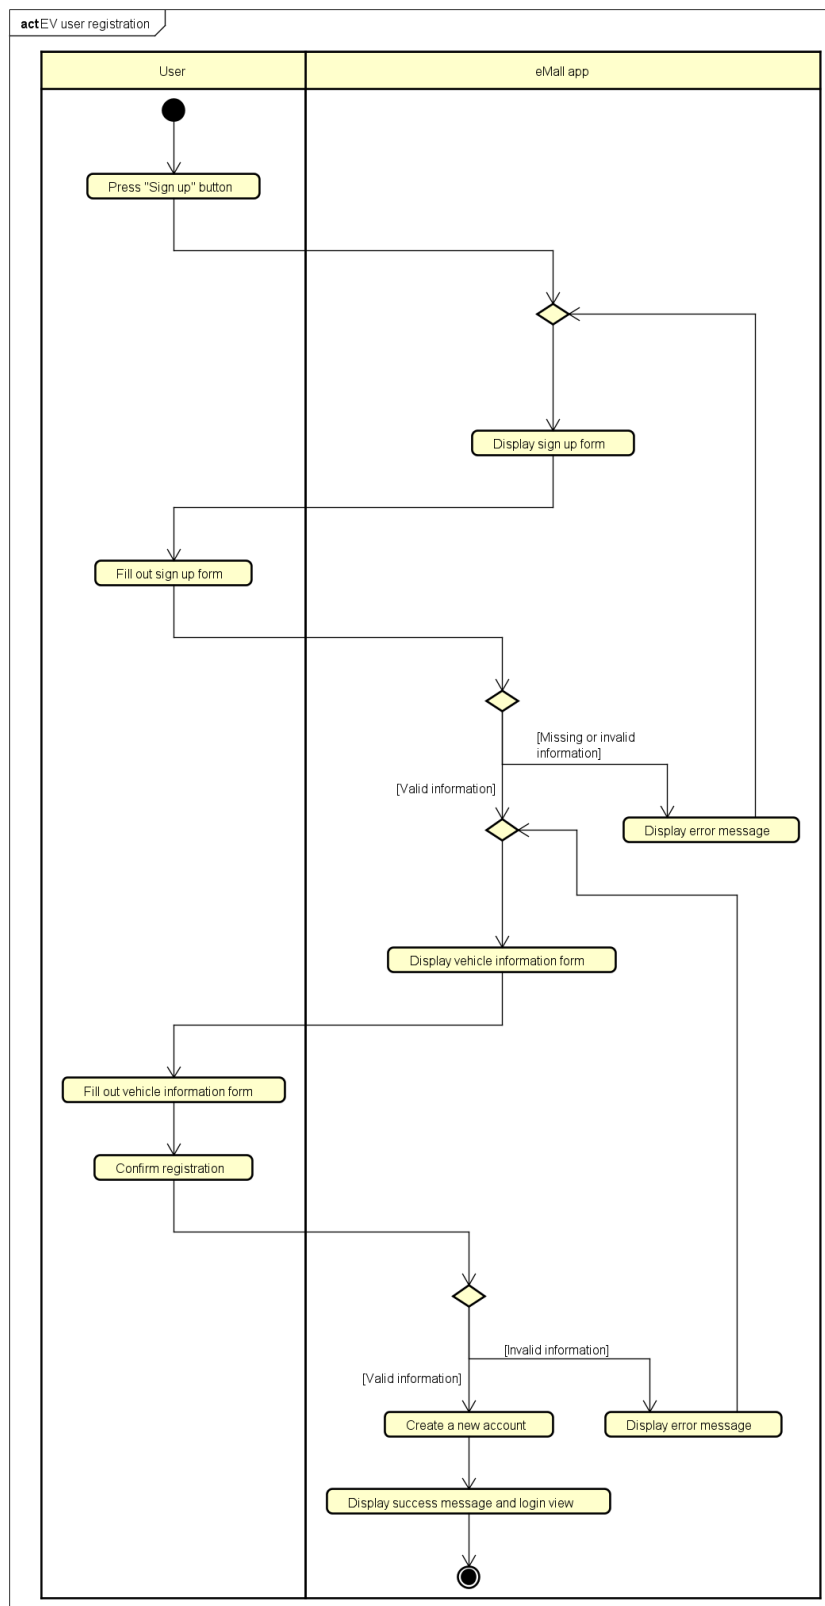 actEV user registration
User
eMall app
Press "Sign up" button
Display sign up form
Fill out sign up form
[Missing or invalid
information]
[Valid information]
Display error message
Display vehicle information form
Fill out vehicle information form
Confirm registration
[Invalid information]
[Valid information]
Create a new account
Display error message
Display success message and login view